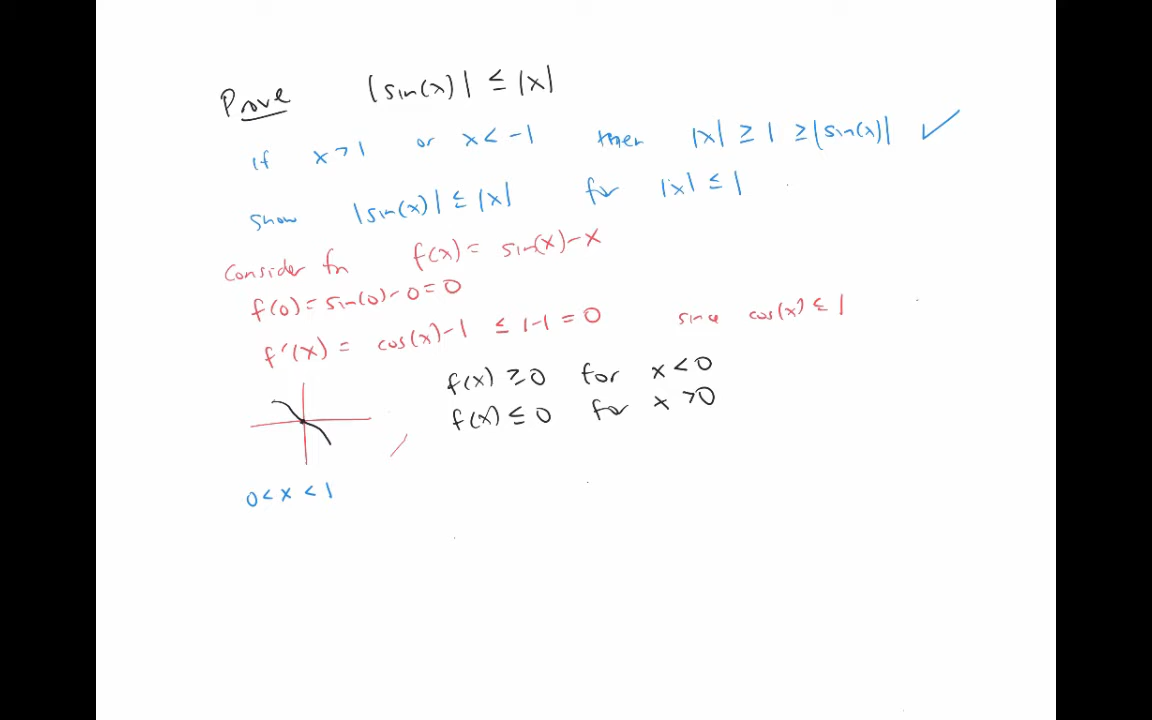 Prove |sin(x)| ≤ |x|
if x > 1 or x < -1 then |x| ≥ 1 ≥ |sin(x)| ✓
show |sin(x)| ≤ |x| for |x| ≤ 1
Consider fn f(x) = sin(x) - x
f(0) = sin(0) - 0 = 0
f'(x) = cos(x) - 1 ≤ 1 - 1 = 0 since cos(x) ≤ 1
f(x) ≥ 0 for x < 0
f(x) ≤ 0 for x > 0
0 < x < 1